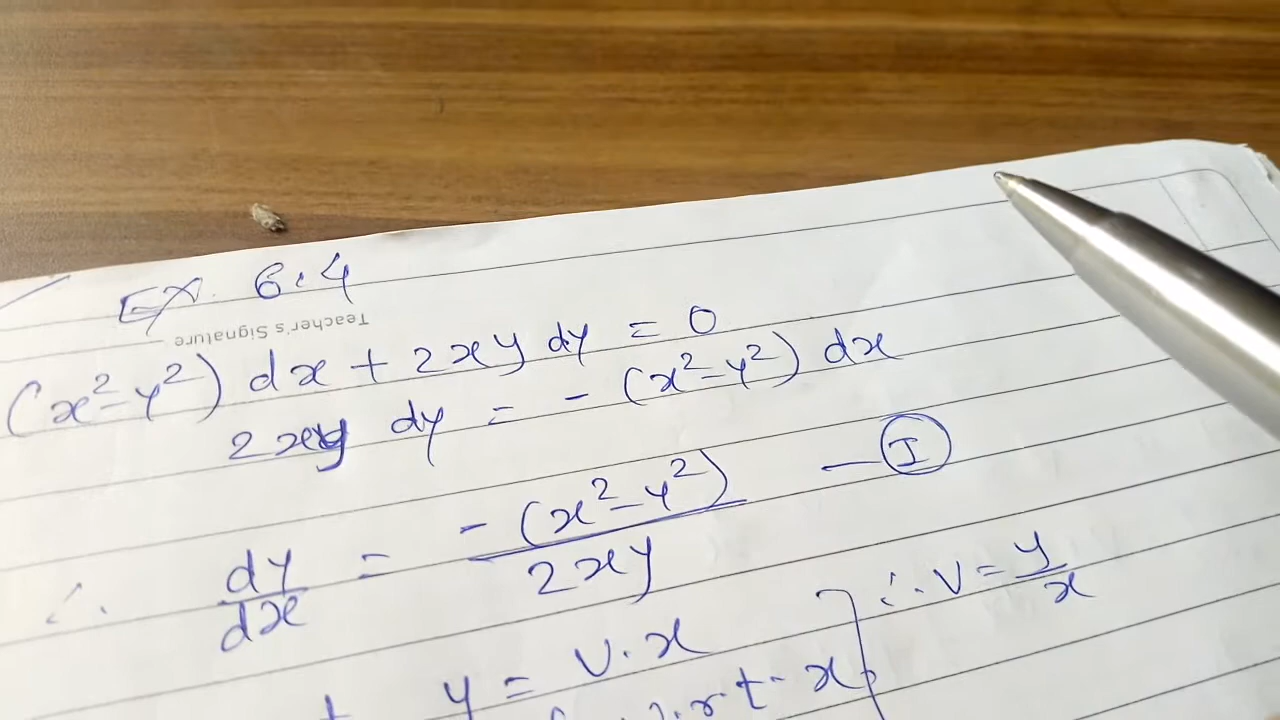 Ex. 6.4
Teacher's Signature
(x²-y²) dx + 2xy dy = 0
2xy dy = - (x²-y²) dx
∴ dy/dx = -(x²-y²)/2xy — I
y = v.x ∴ v = y/x
w.r.t. x